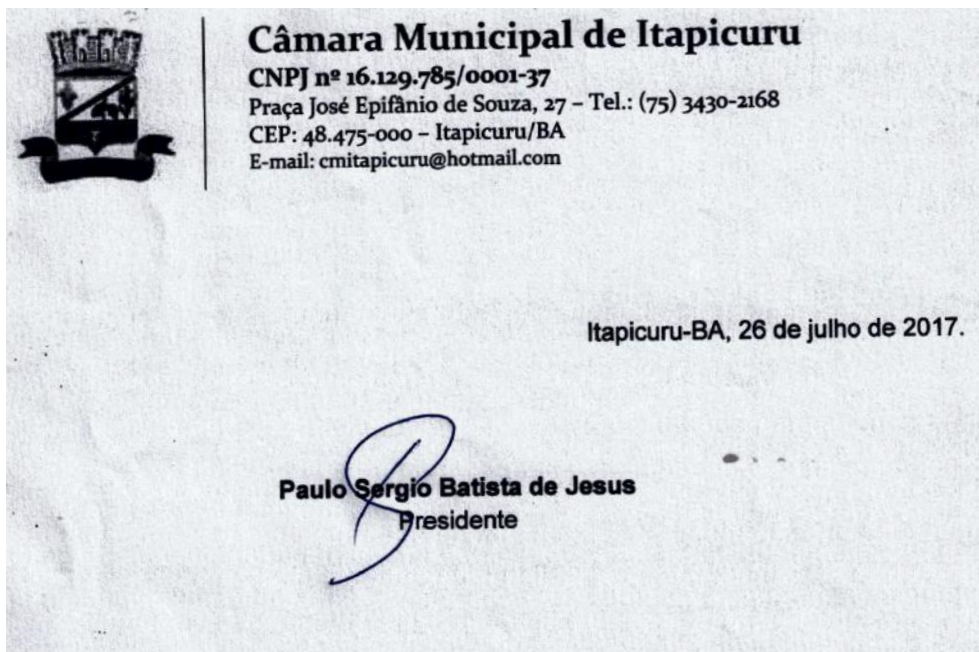 Câmara Municipal de Itapicuru
CNPJ nº 16.129.785/0001-37
Praça José Epifânio de Souza, 27 – Tel.: (75) 3430-2168
CEP: 48.475-000 – Itapicuru/BA
E-mail: cmitapicuru@hotmail.com
Itapicuru-BA, 26 de julho de 2017.
Paulo Sergio Batista de Jesus
Presidente